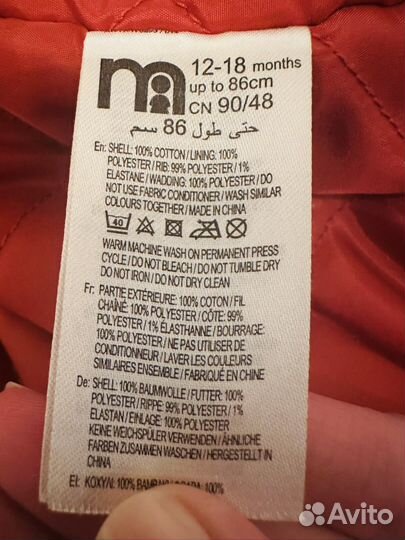 12-18 months
up to 86cm
CN 90/48
حتى طول 86 سم
En: SHELL: 100% COTTON / LINING: 100%
POLYESTER / RIB: 99% POLYESTER / 1%
ELASTANE / WADDING: 100% POLYESTER / DO
NOT USE FABRIC CONDITIONER / WASH SIMILAR
COLOURS TOGETHER / MADE IN CHINA
40
WARM MACHINE WASH ON PERMANENT PRESS
CYCLE / DO NOT BLEACH / DO NOT TUMBLE DRY
DO NOT IRON / DO NOT DRY CLEAN
Fr: PARTIE EXTÉRIEURE: 100% COTON / FIL
CHAÎNE: 100% POLYESTER / CÔTE: 99%
POLYESTER / 1% ÉLASTHANNE / BOURRAGE:
100% POLYESTER / NE PAS UTILISER DE
CONDITIONNEUR / LAVER LES COULEURS
SIMILAIRES ENSEMBLE / FABRIQUÉ EN CHINE
De: SHELL: 100% BAUMWOLLE / FUTTER: 100%
POLYESTER / RIPPE: 99% POLYESTER / 1%
ELASTAN / EINLAGE: 100% POLYESTER
KEINE WEICHSPÜLER VERWENDEN / ÄHNLICHE
FARBEN ZUSAMMEN WASCHEN / HERGESTELLT IN
CHINA
El: ΚΟΧΥΛΙ: 100% 100%
Avito